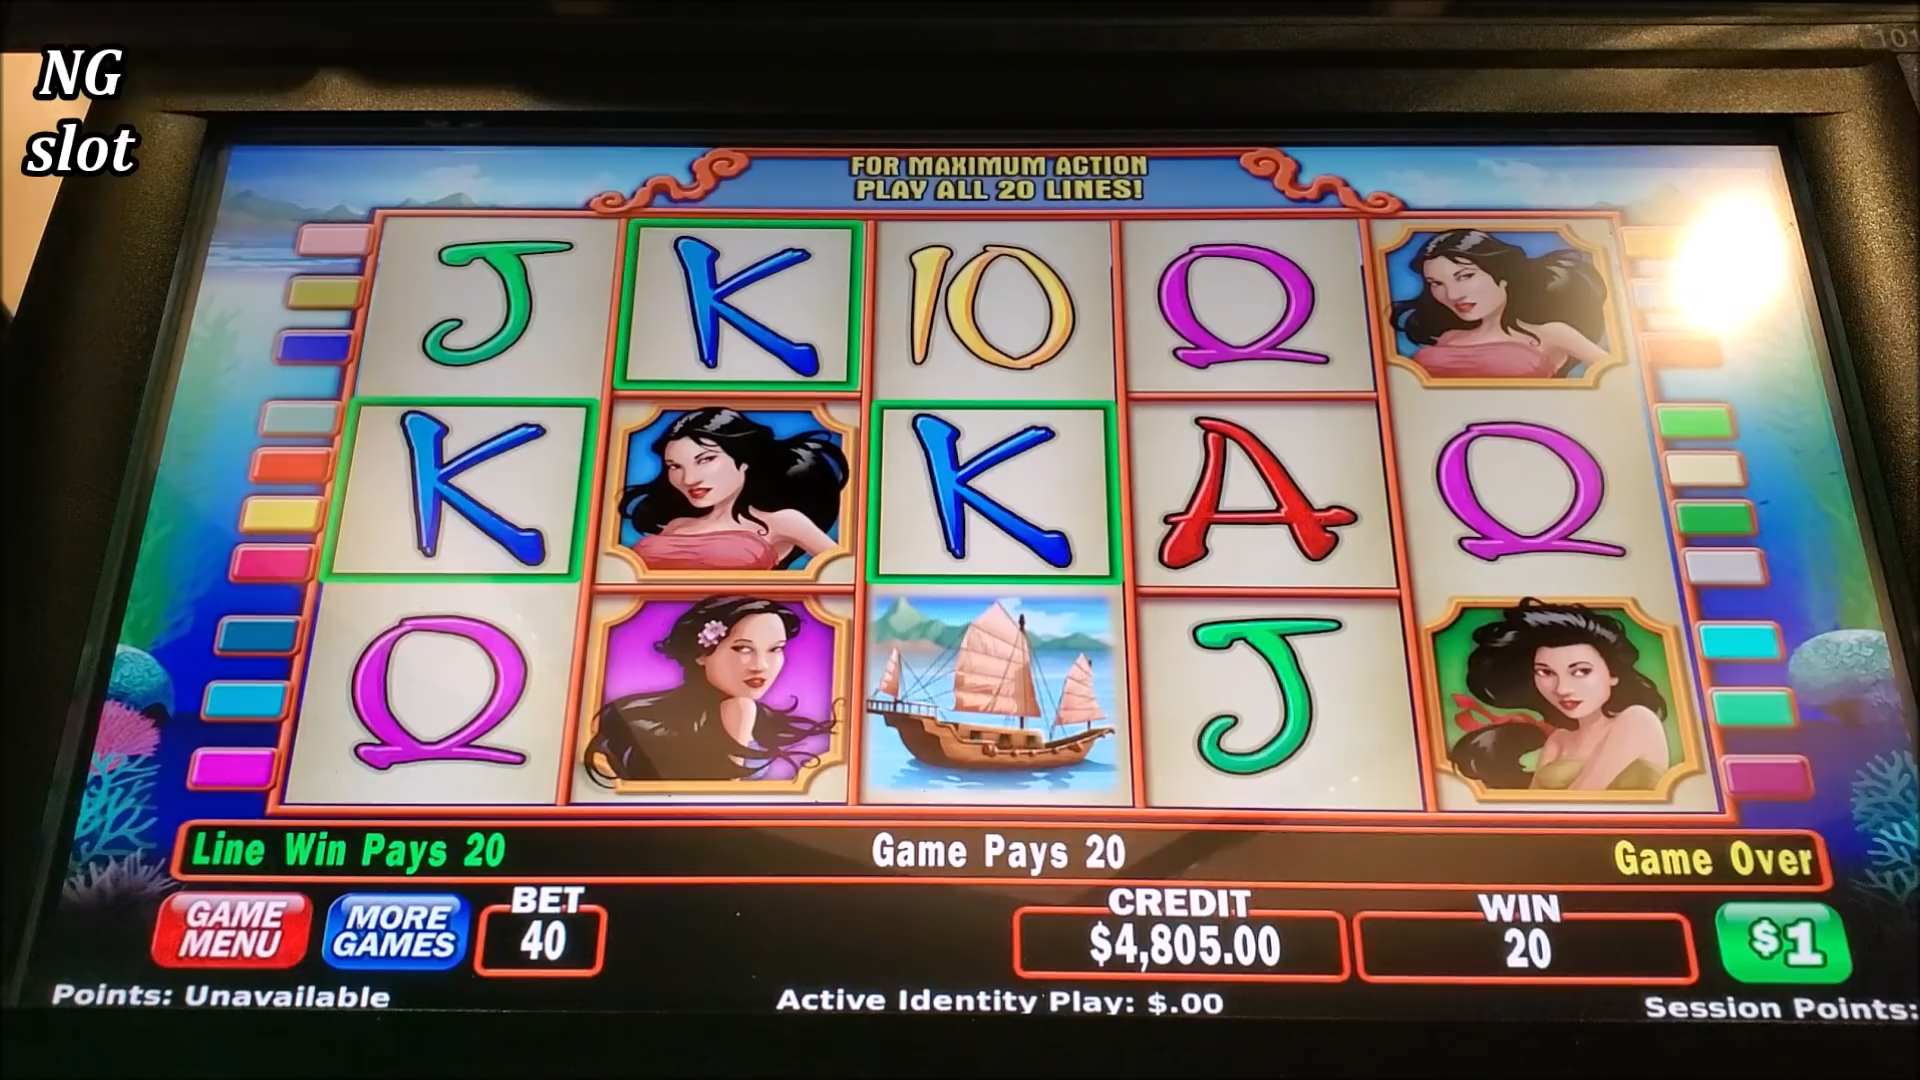 NG
slot
FOR MAXIMUM ACTION
PLAY ALL 20 LINES!
J K 10 Q
K K A Q
Q J
Line Win Pays 20 Game Pays 20 Game Over
GAME
MENU
MORE
GAMES
BET
40
CREDIT
$4,805.00
WIN
20
$1
Points: Unavailable Active Identity Play: $.00 Session Points: